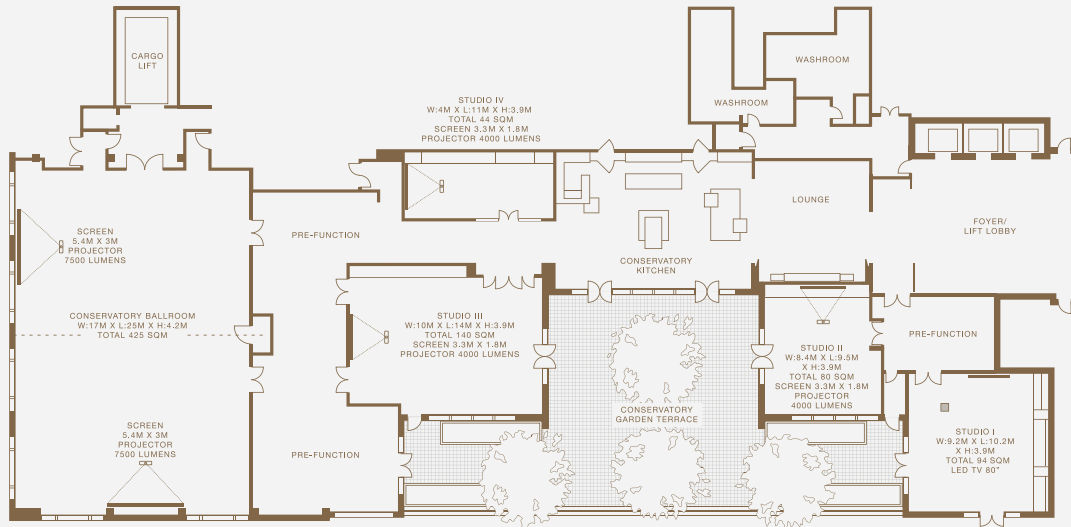 CARGO
LIFT
WASHROOM
WASHROOM
STUDIO IV
W:4M X L:11M X H:3.9M
TOTAL 44 SQM
SCREEN 3.3M X 1.8M
PROJECTOR 4000 LUMENS
LOUNGE
FOYER/
LIFT LOBBY
PRE-FUNCTION
SCREEN
5.4M X 3M
PROJECTOR
7500 LUMENS
CONSERVATORY
KITCHEN
CONSERVATORY BALLROOM
W:17M X L:25M X H:4.2M
TOTAL 425 SQM
STUDIO III
W:10M X L:14M X H:3.9M
TOTAL 140 SQM
SCREEN 3.3M X 1.8M
PROJECTOR 4000 LUMENS
STUDIO II
W:8.4M X L:9.5M
X H:3.9M
TOTAL 80 SQM
SCREEN 3.3M X 1.8M
PROJECTOR
4000 LUMENS
PRE-FUNCTION
CONSERVATORY
GARDEN TERRACE
SCREEN
5.4M X 3M
PROJECTOR
7500 LUMENS
PRE-FUNCTION
STUDIO I
W:9.2M X L:10.2M
X H:3.9M
TOTAL 94 SQM
LED TV 80"